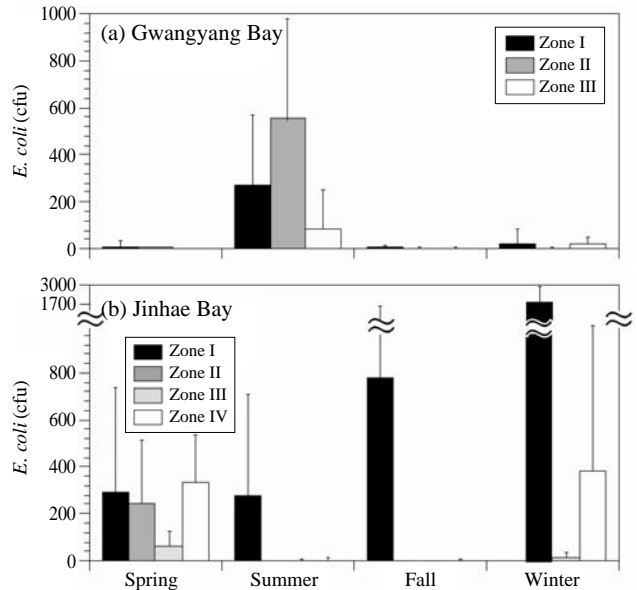 (a) Gwangyang Bay
Zone I
Zone II
Zone III
E. coli (cfu)
1000
800
600
400
200
0
(b) Jinhae Bay
Zone I
Zone II
Zone III
Zone IV
E. coli (cfu)
3000
1700
800
600
400
200
0
Spring Summer Fall Winter